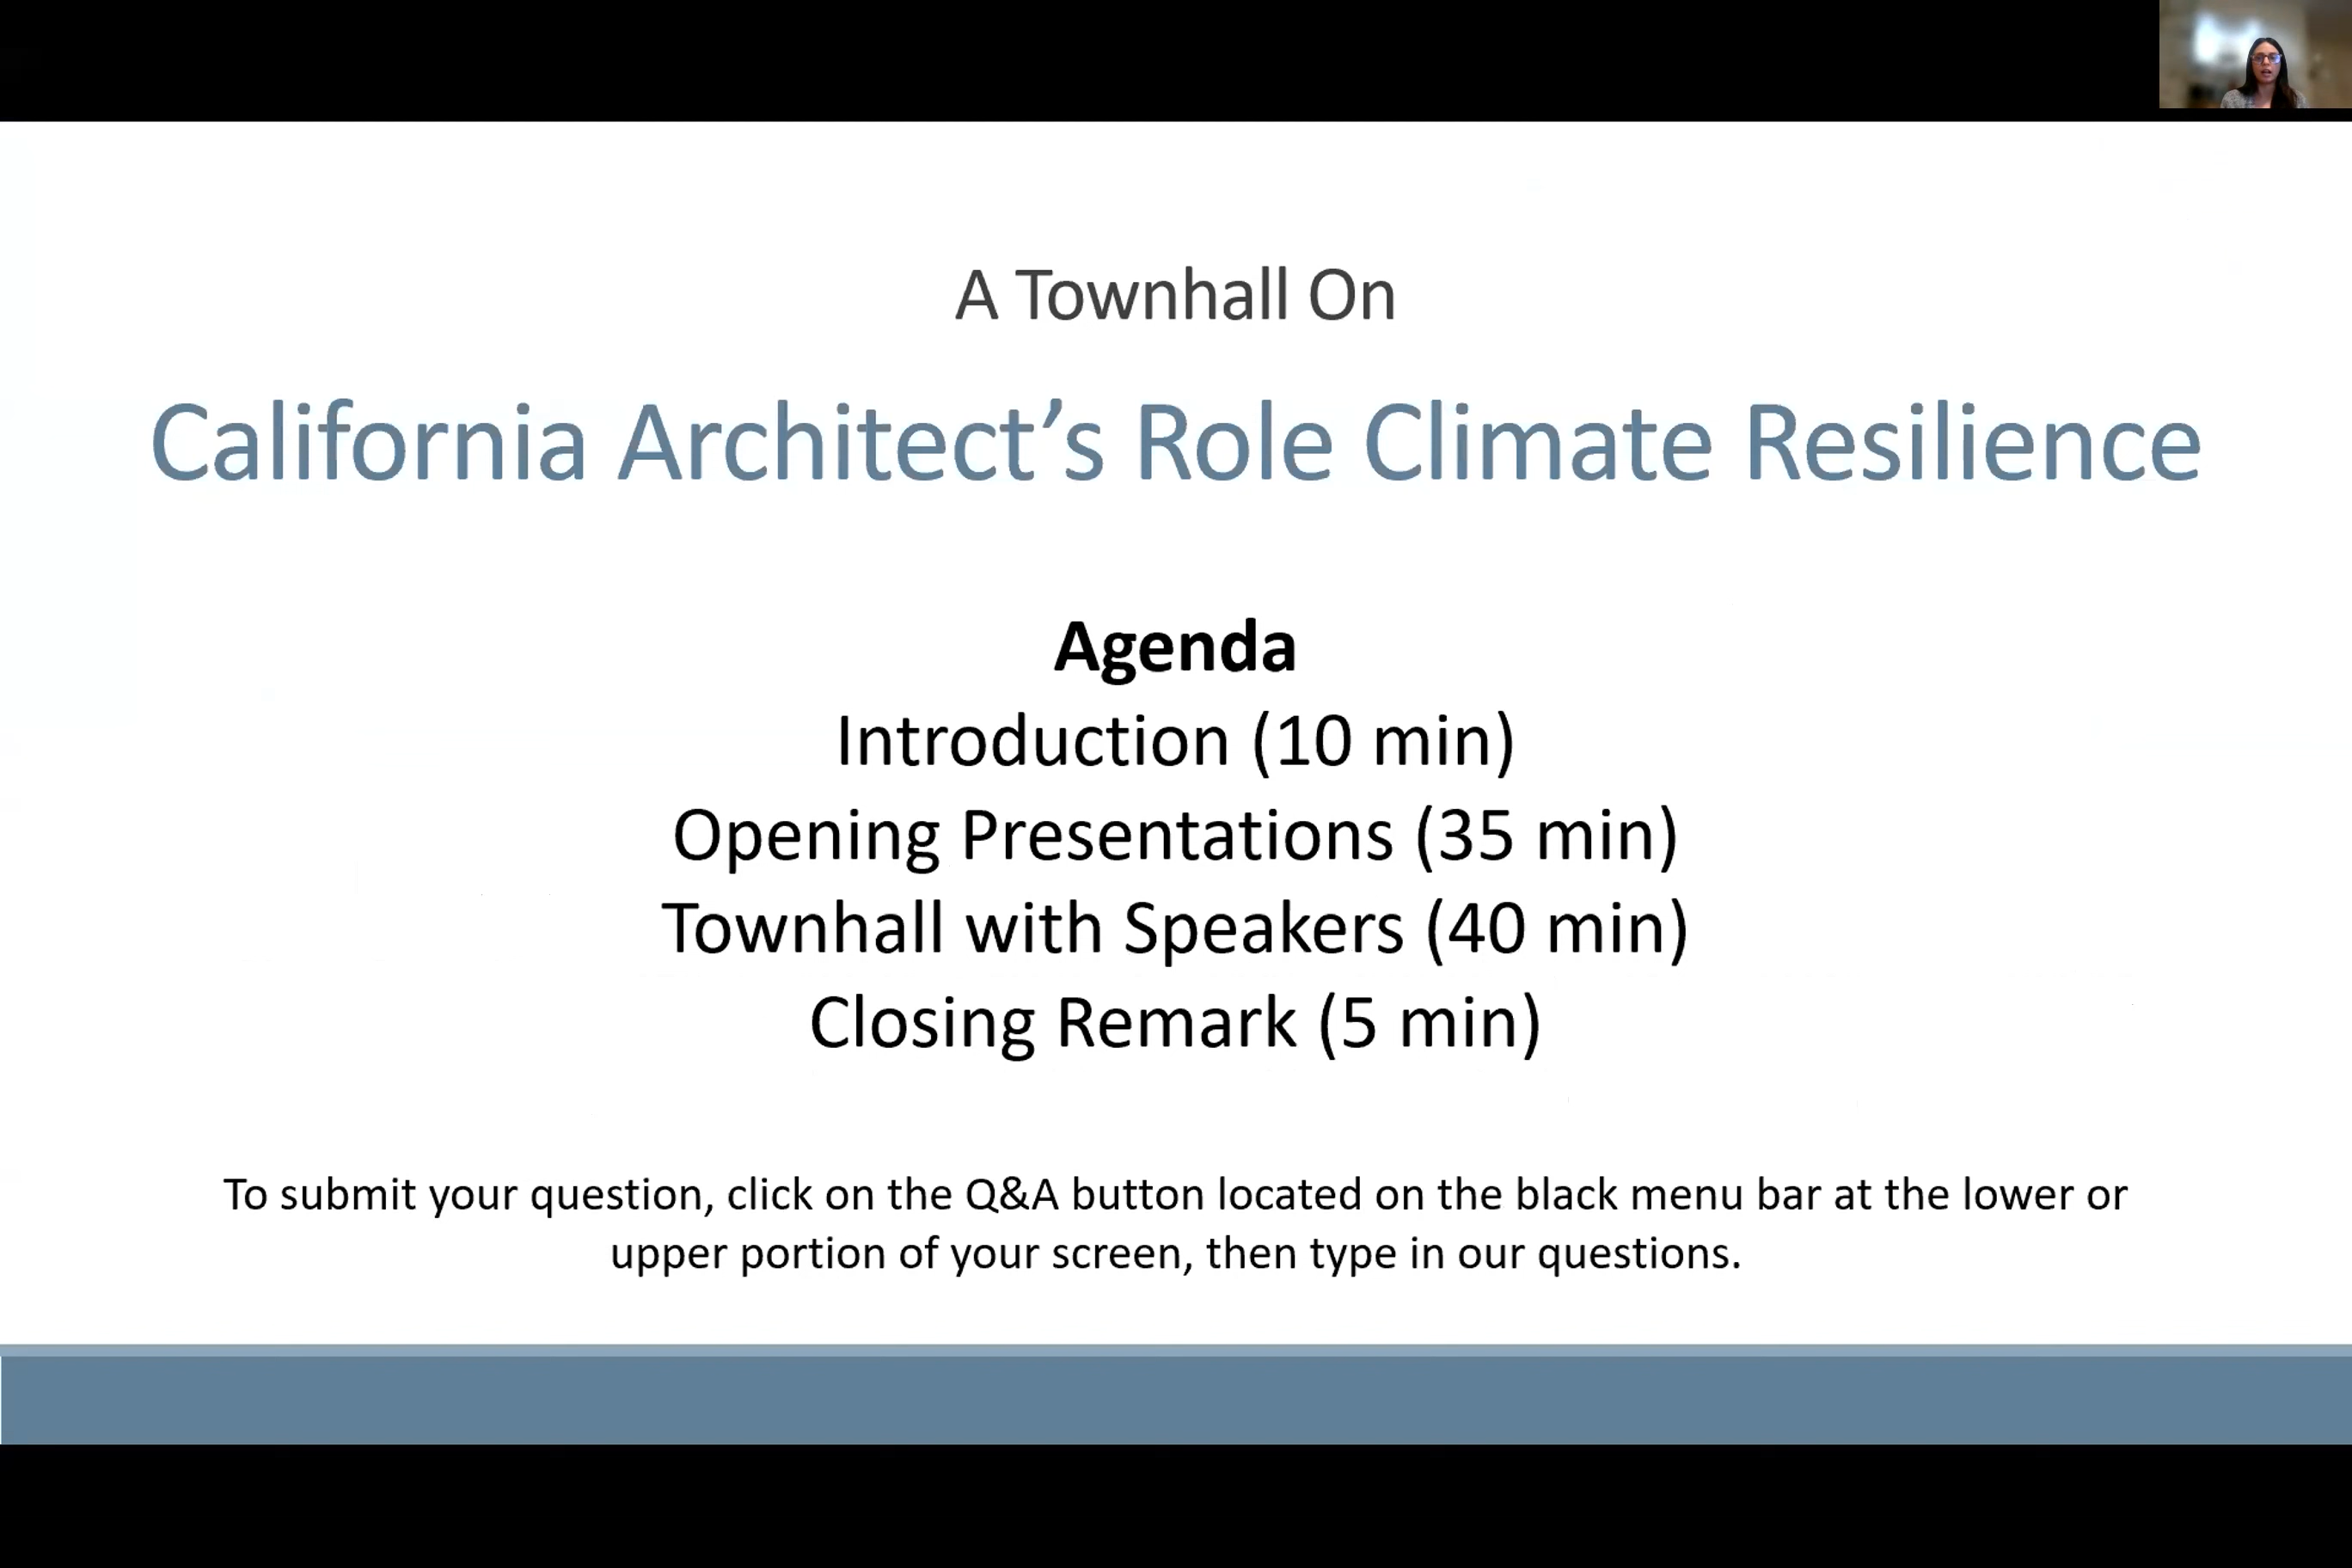 A Townhall On
California Architect’s Role Climate Resilience
Agenda
Introduction (10 min)
Opening Presentations (35 min)
Townhall with Speakers (40 min)
Closing Remark (5 min)
To submit your question, click on the Q&A button located on the black menu bar at the lower or
upper portion of your screen, then type in our questions.